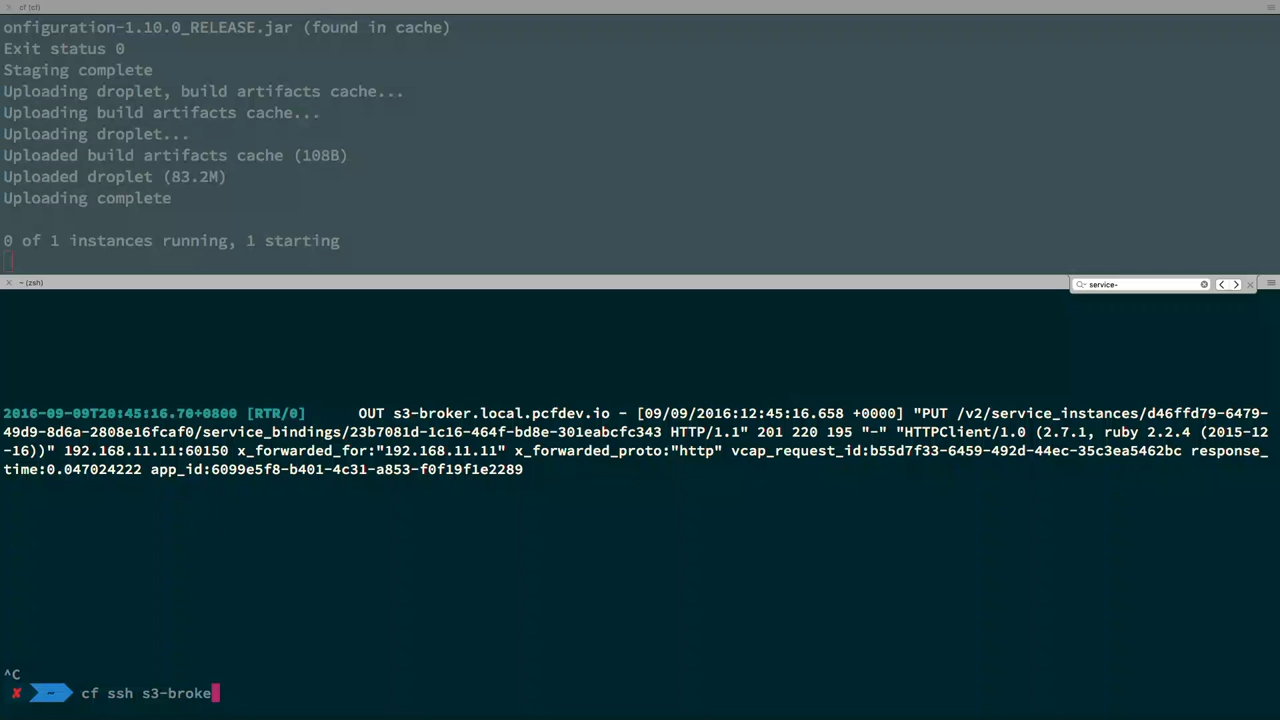 cf (cf)
onfiguration-1.10.0_RELEASE.jar (found in cache)
Exit status 0
Staging complete
Uploading droplet, build artifacts cache...
Uploading build artifacts cache...
Uploading droplet...
Uploaded build artifacts cache (108B)
Uploaded droplet (83.2M)
Uploading complete
0 of 1 instances running, 1 starting
~ (zsh)
service-
2016-09-09T20:45:16.70+0800 [RTR/0]      OUT s3-broker.local.pcfdev.io - [09/09/2016:12:45:16.658 +0000] "PUT /v2/service_instances/d46ffd79-6479-
49d9-8d6a-2808e16fcaf0/service_bindings/23b7081d-1c16-464f-bd8e-301eabcfc343 HTTP/1.1" 201 220 195 "-" "HTTPClient/1.0 (2.7.1, ruby 2.2.4 (2015-12
-16))" 192.168.11.11:60150 x_forwarded_for:"192.168.11.11" x_forwarded_proto:"http" vcap_request_id:b55d7f33-6459-492d-44ec-35c3ea5462bc response_
time:0.047024222 app_id:6099e5f8-b401-4c31-a853-f0f19f1e2289
^C
✘ ~ cf ssh s3-broke